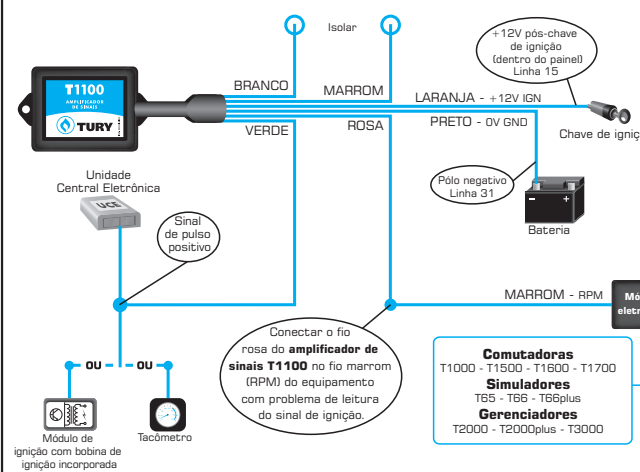 Isolar
+12V pós-chave
de ignição
(dentro do painel)
Linha 15
T1100
AMPLIFICADOR
DE SINAIS
TURY
BRANCO
MARROM
LARANJA - +12V IGN
PRETO - 0V GND
VERDE
ROSA
Chave de igniç
Unidade
Central Eletrônica
UCE
Sinal
de pulso
positivo
Pólo negativo
Linha 31
- +
Bateria
MARROM - RPM
Mó
eletr
Conectar o fio
rosa do amplificador de
sinais T1100 no fio marrom
(RPM) do equipamento
com problema de leitura
do sinal de ignição.
OU
OU
Módulo de
ignição com bobina de
ignição incorporada
Tacômetro
Comutadoras
T1000 - T1500 - T1600 - T1700
Simuladores
T65 - T66 - T66plus
Gerenciadores
T2000 - T2000plus - T3000